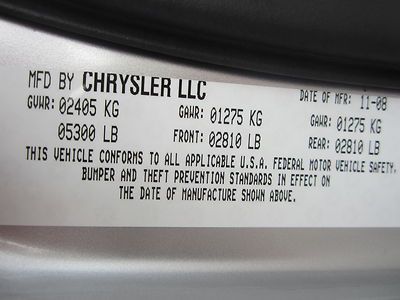 MFD BY CHRYSLER LLC DATE OF MFR: 11-08
GVWR: 02405 KG GAWR: 01275 KG GAWR: 01275 KG
05300 LB FRONT: 02810 LB REAR: 02810 LB
THIS VEHICLE CONFORMS TO ALL APPLICABLE U.S.A. FEDERAL MOTOR VEHICLE SAFETY,
BUMPER AND THEFT PREVENTION STANDARDS IN EFFECT ON
THE DATE OF MANUFACTURE SHOWN ABOVE.